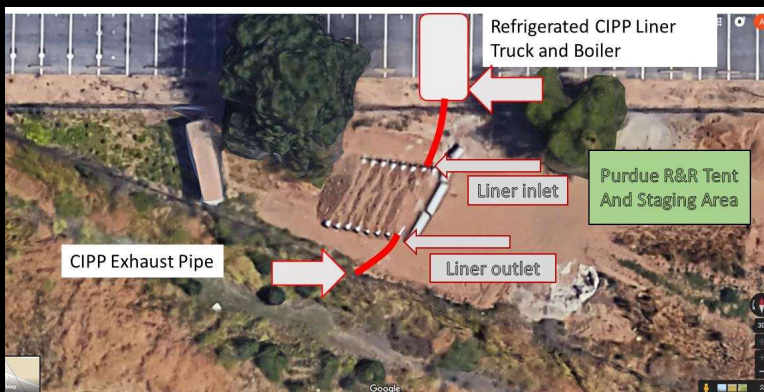 Refrigerated CIPP Liner
Truck and Boiler
Liner inlet
Purdue R&R Tent
And Staging Area
CIPP Exhaust Pipe
Liner outlet
Google